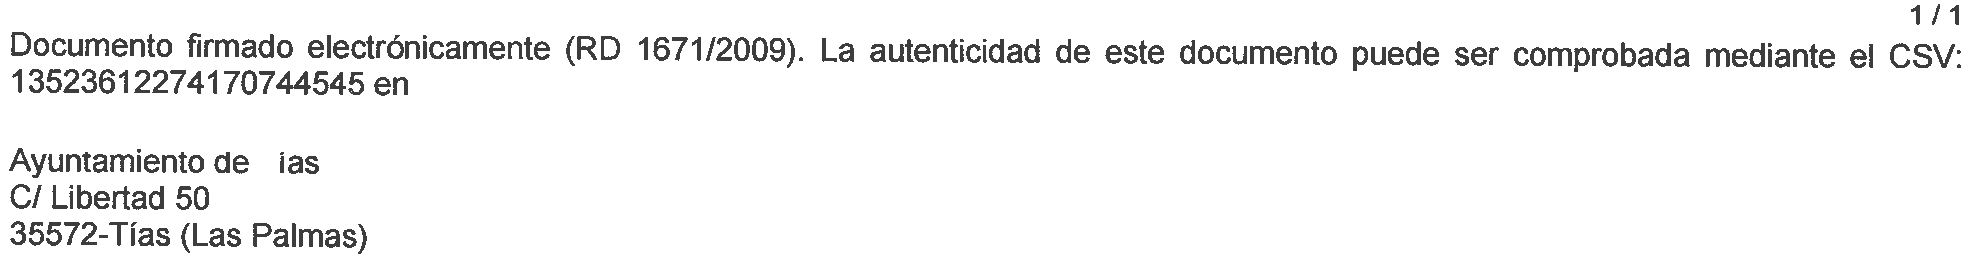 1 / 1
Documento firmado electrónicamente (RD 1671/2009). La autenticidad de este documento puede ser comprobada mediante el CSV:
13523612274170744545 en
Ayuntamiento de ías
C/ Libertad 50
35572-Tías (Las Palmas)